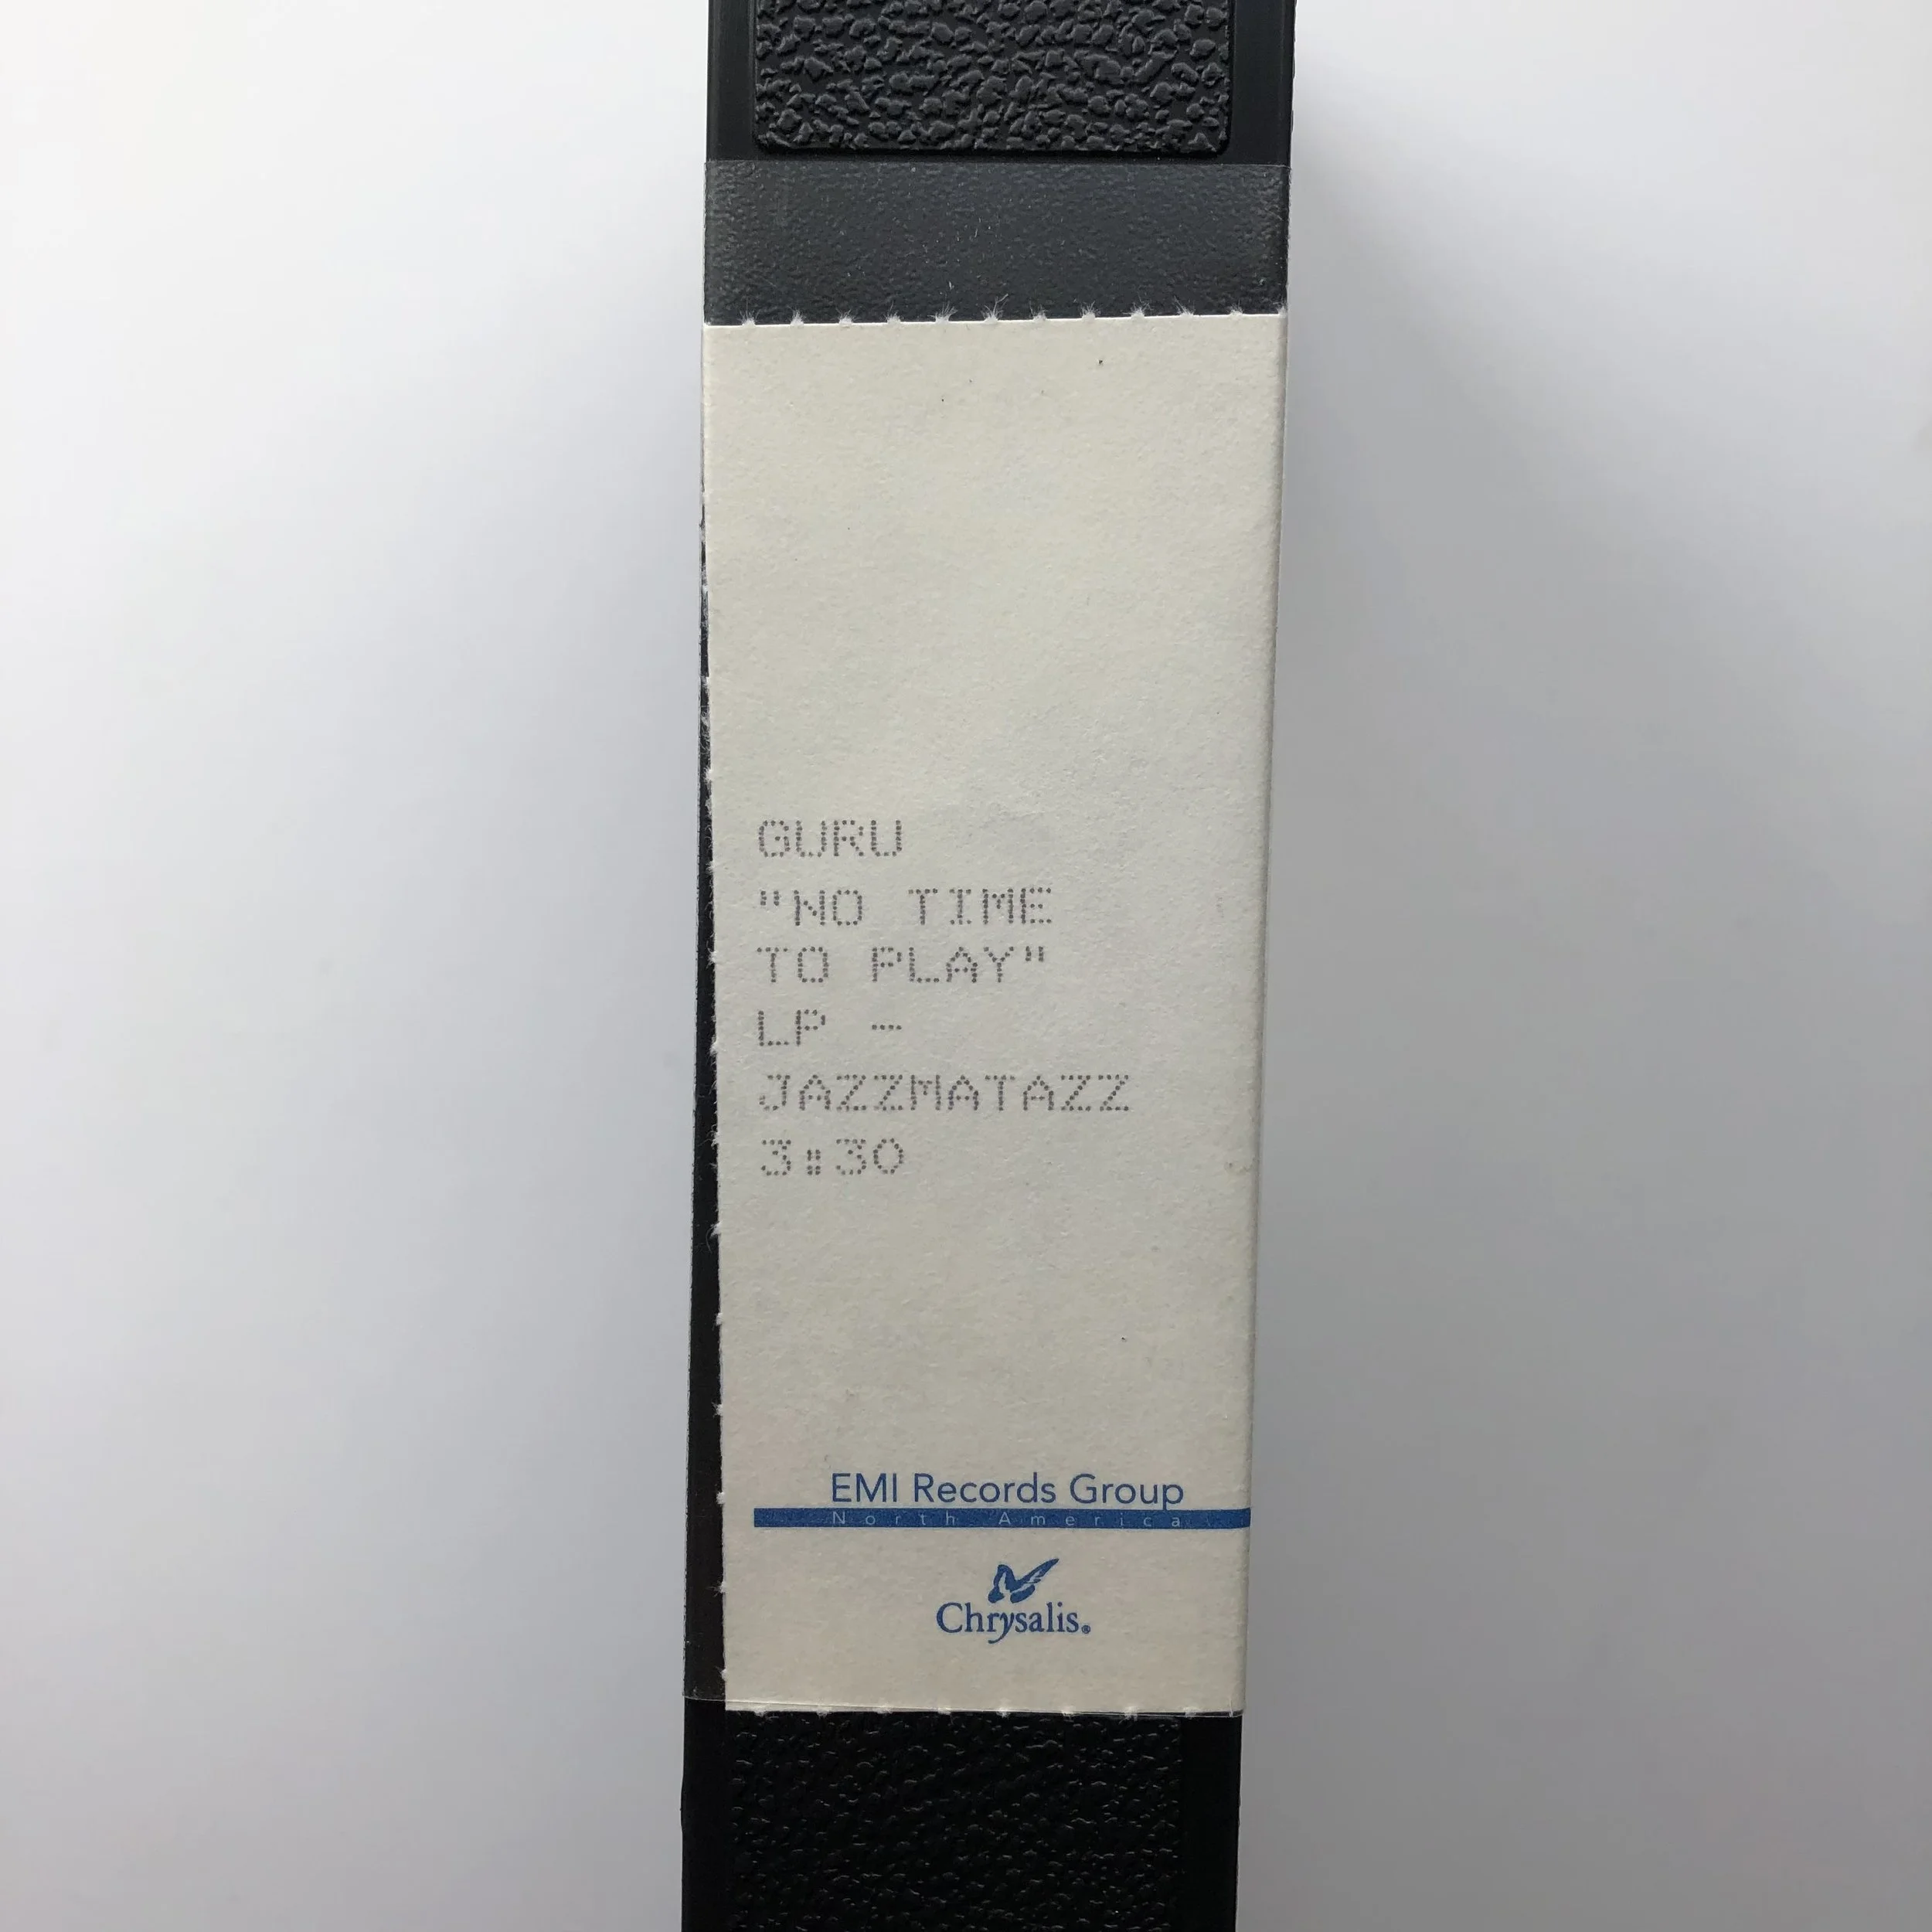 GURU
"NO TIME
TO PLAY"
LP -
JAZZMATAZZ
3:30
EMI Records Group
North America
Chrysalis®